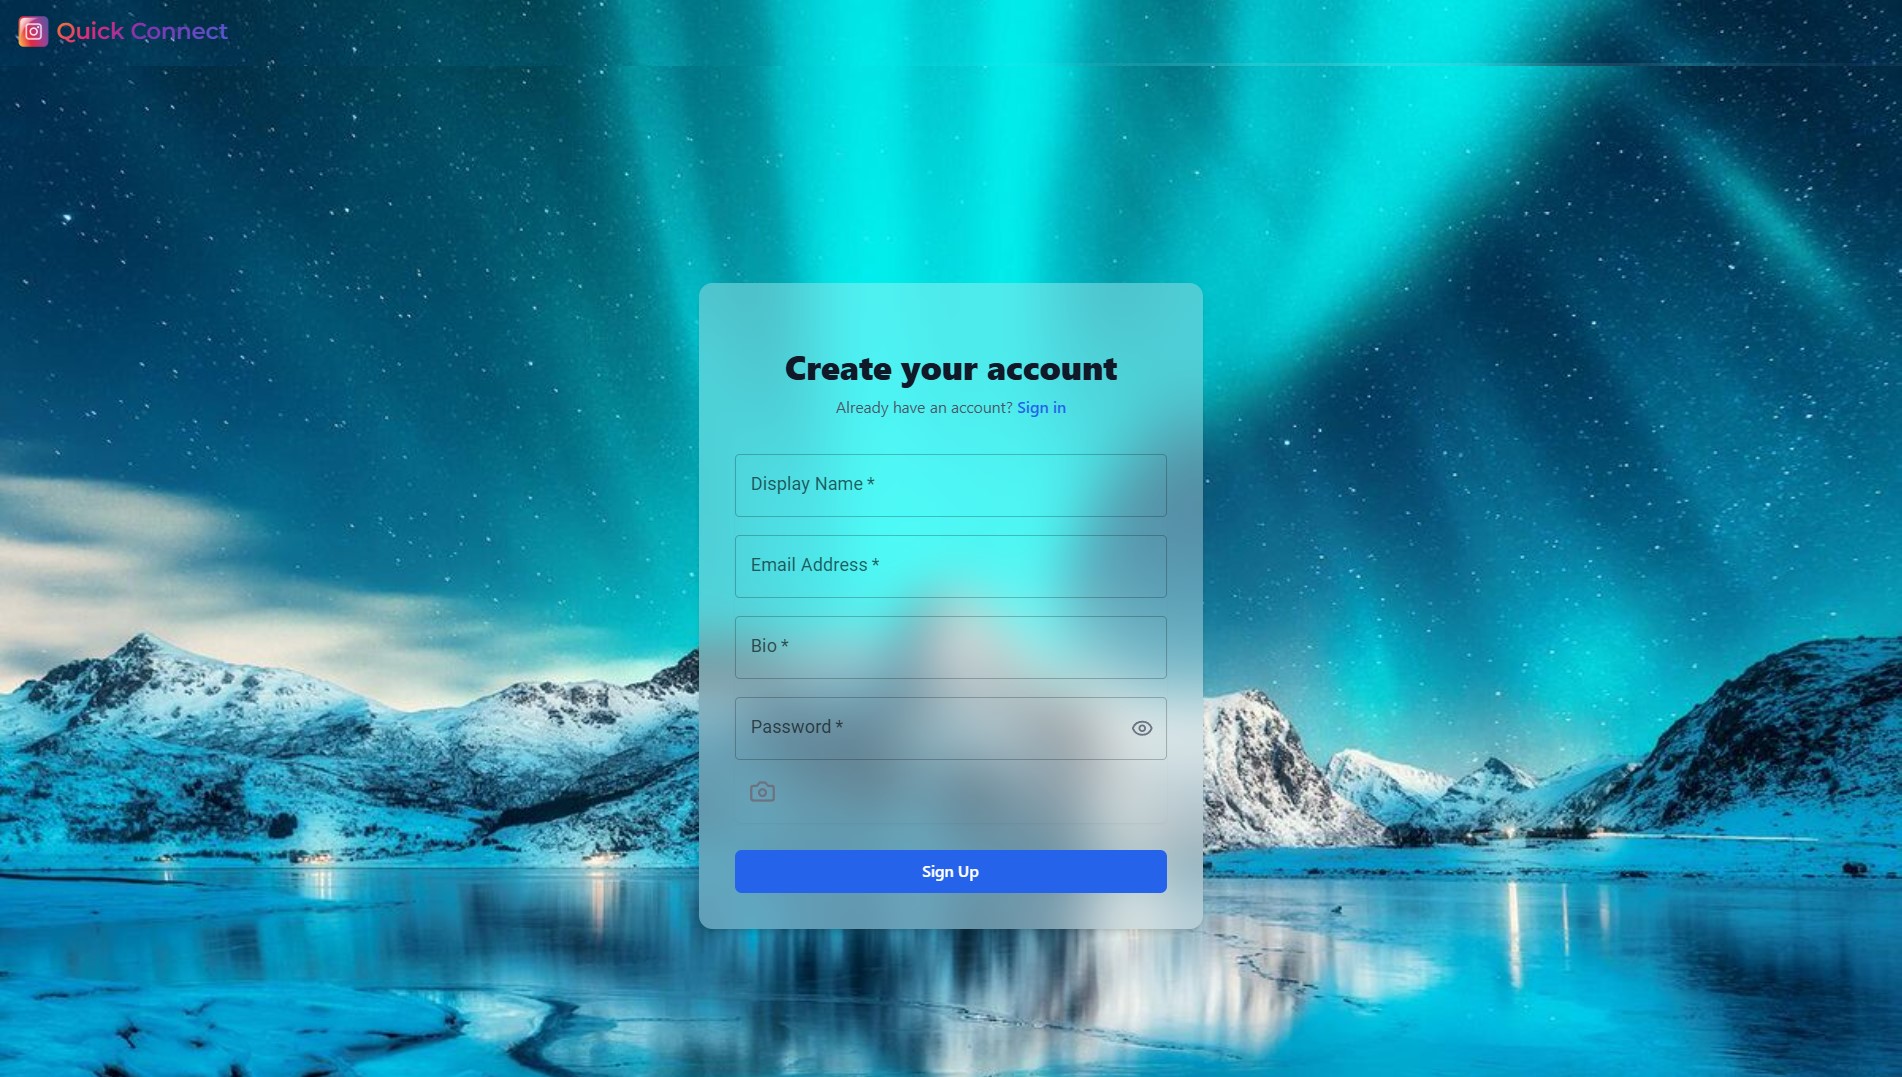 Quick Connect
Create your account
Already have an account? Sign in
Display Name *
Email Address *
Bio *
Password *
Sign Up